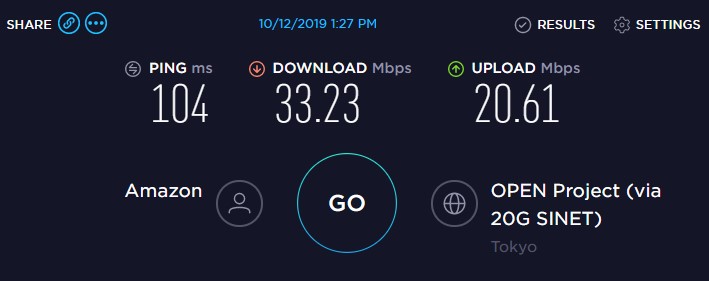 SHARE 10/12/2019 1:27 PM RESULTS SETTINGS
PING ms DOWNLOAD Mbps UPLOAD Mbps
104 33.23 20.61
Amazon
GO
OPEN Project (via
20G SINET)
Tokyo